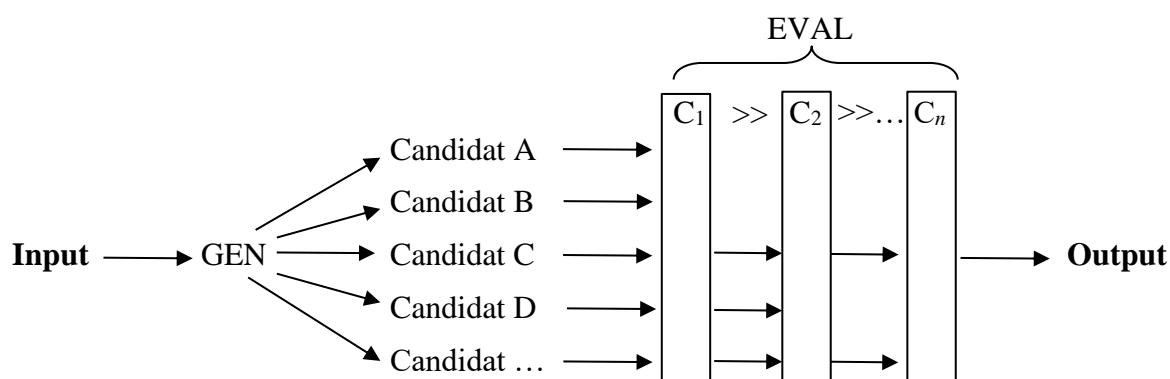 EVAL
C₁ >> C₂ >>… Cₙ
Candidat A
Candidat B
Input GEN Candidat C Output
Candidat D
Candidat …